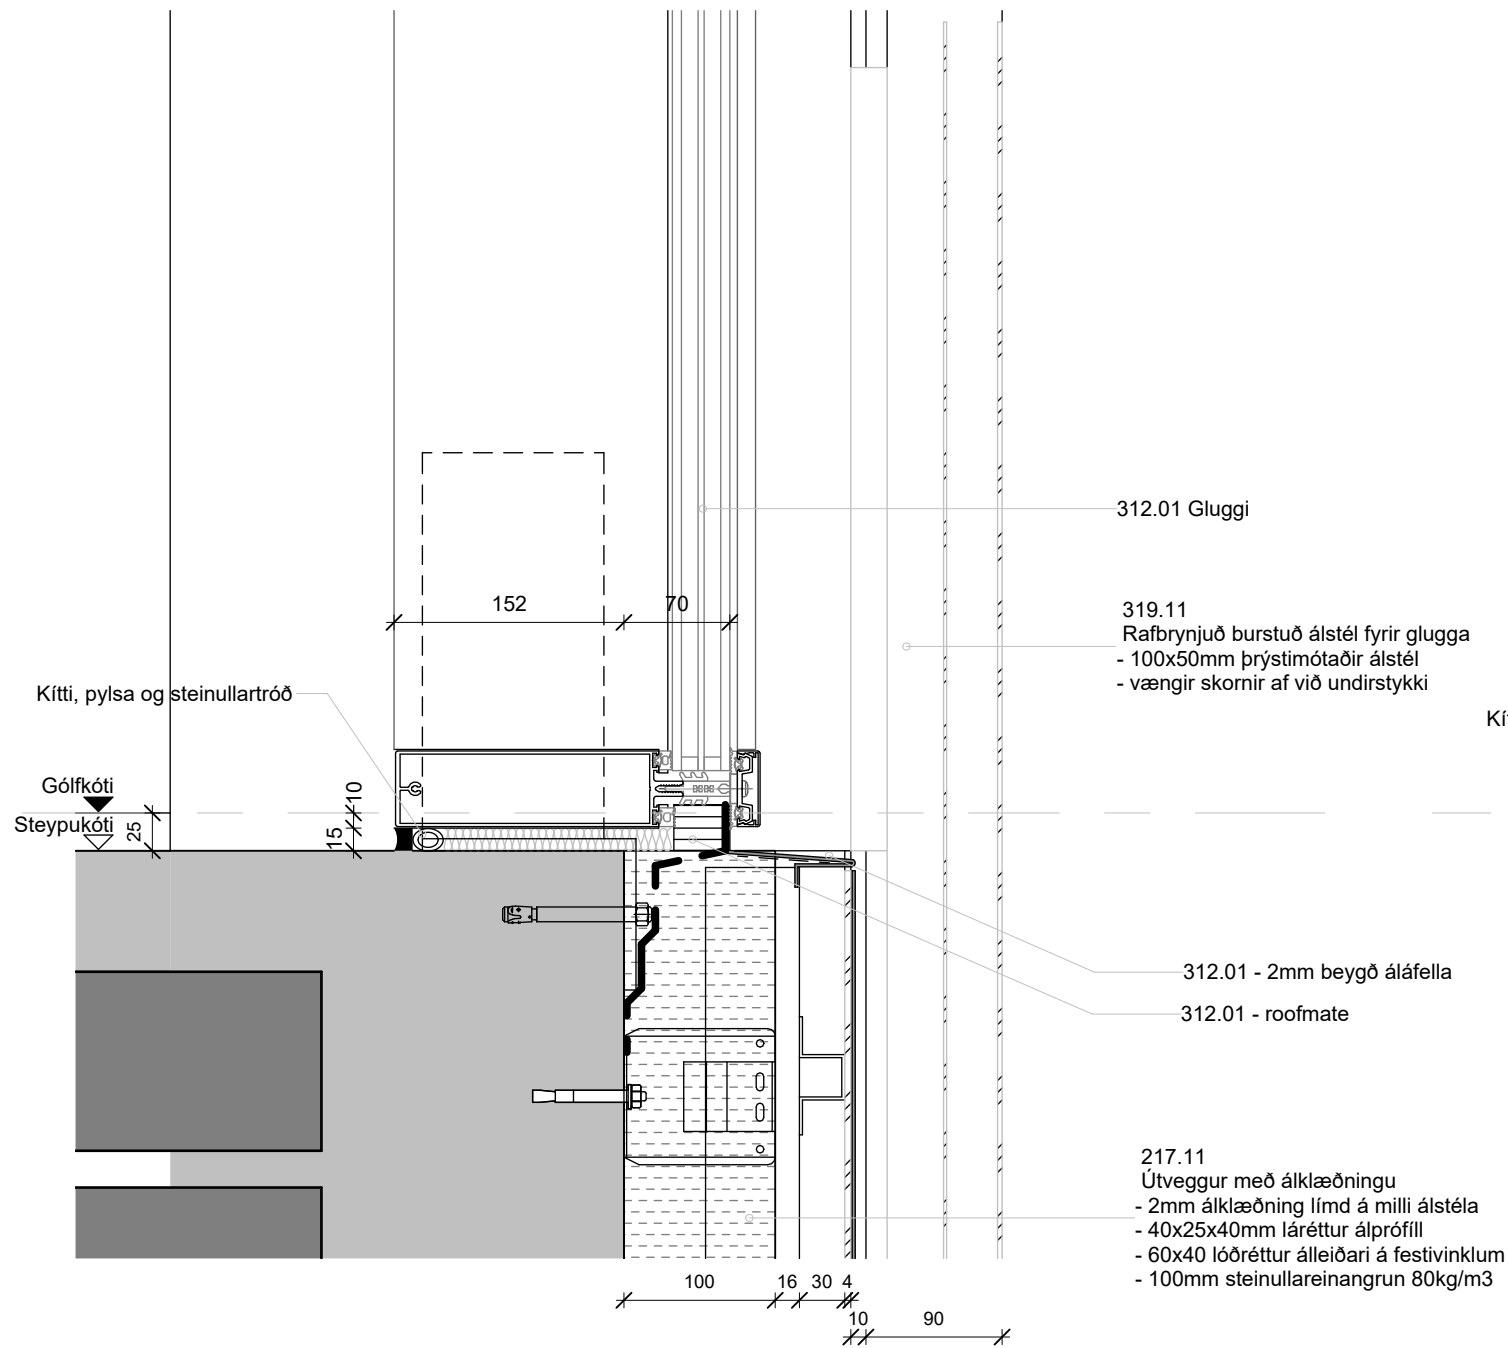 312.01 Gluggi
152
70
319.11
Rafbrynjuð burstuð álstél fyrir glugga
- 100x50mm þrýstimótaðir álstél
- vængir skornir af við undirstykki
Kítti, pylsa og steinullartróð
Kí
Gólfkóti
10
Steypukóti
25
15
312.01 - 2mm beygð áláfella
312.01 - roofmate
217.11
Útveggur með álklæðningu
- 2mm álklæðning límd á milli álstéla
- 40x25x40mm láréttur álprófíll
- 60x40 lóðréttur álleiðari á festivinklum
- 100mm steinullareinangrun 80kg/m3
100
16
30
4
10
90